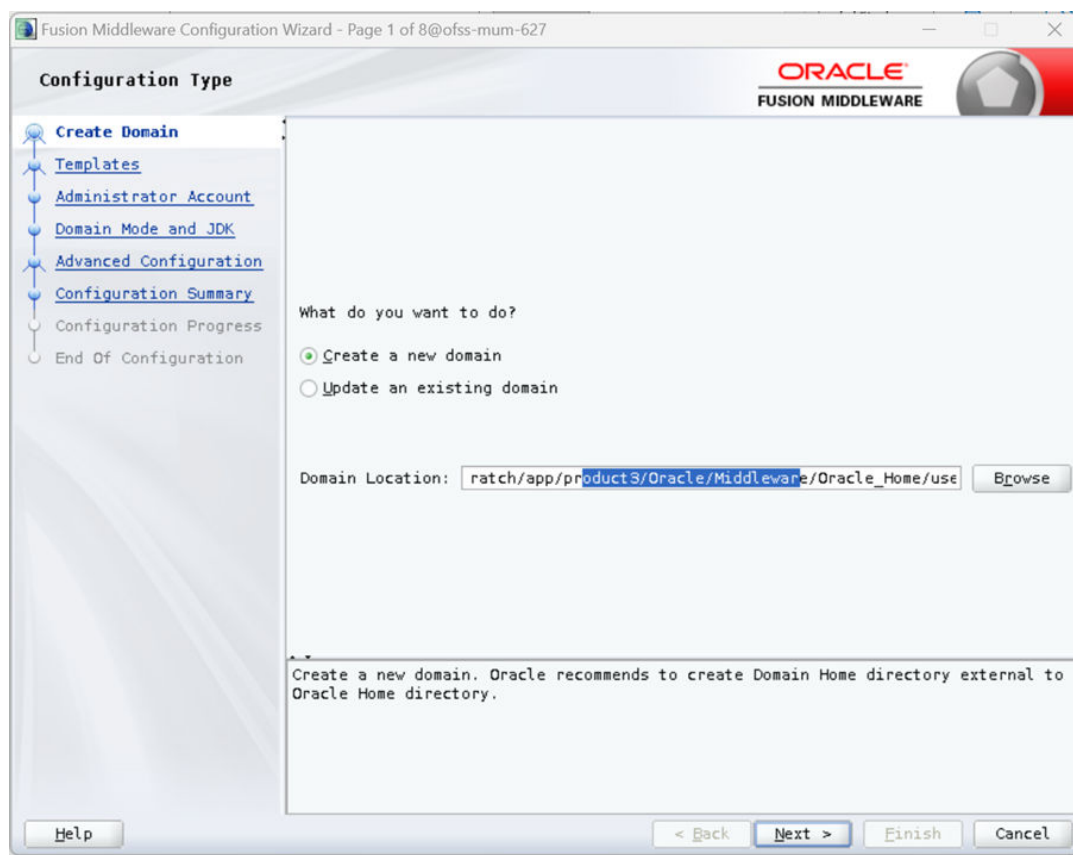 Fusion Middleware Configuration Wizard - Page 1 of 8@ofss-mum-627
Configuration Type
ORACLE
FUSION MIDDLEWARE
Create Domain
Templates
Administrator Account
Domain Mode and JDK
Advanced Configuration
Configuration Summary
Configuration Progress
End Of Configuration
What do you want to do?
Create a new domain
Update an existing domain
Domain Location: ratch/app/product3/Oracle/Middleware/Oracle_Home/use Browse
Create a new domain. Oracle recommends to create Domain Home directory external to
Oracle Home directory.
Help < Back Next > Finish Cancel